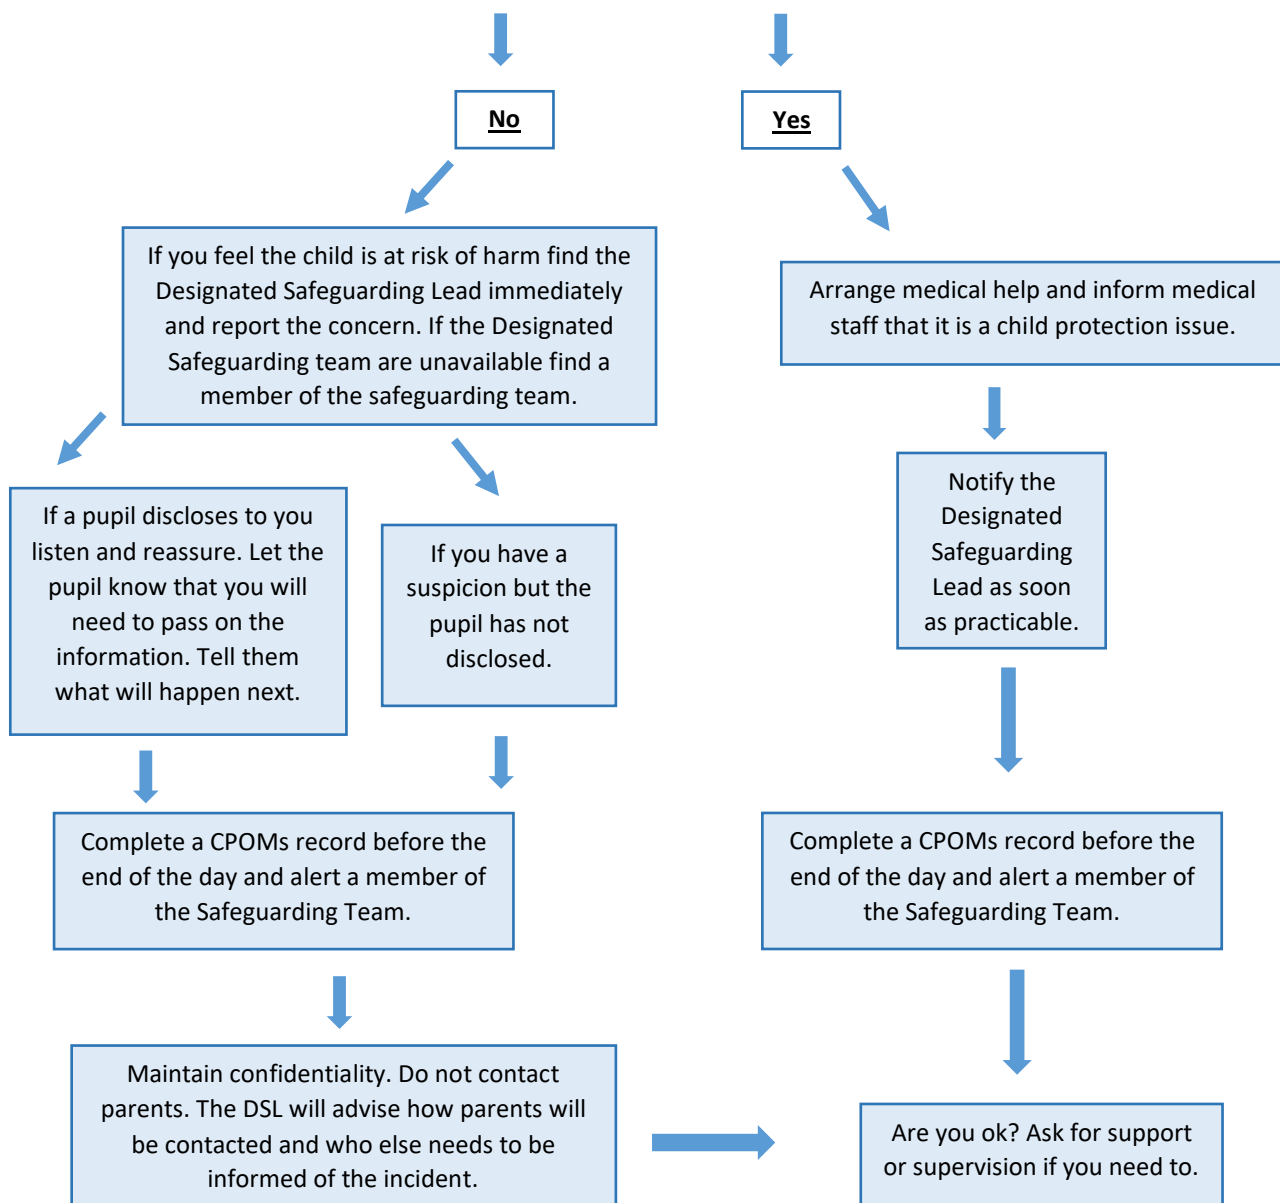 No
Yes
If you feel the child is at risk of harm find the
Designated Safeguarding Lead immediately
and report the concern. If the Designated
Safeguarding team are unavailable find a
member of the safeguarding team.
Arrange medical help and inform medical
staff that it is a child protection issue.
If a pupil discloses to you
listen and reassure. Let the
pupil know that you will
need to pass on the
information. Tell them
what will happen next.
If you have a
suspicion but the
pupil has not
disclosed.
Notify the
Designated
Safeguarding
Lead as soon
as practicable.
Complete a CPOMs record before the
end of the day and alert a member of
the Safeguarding Team.
Complete a CPOMs record before the
end of the day and alert a member of
the Safeguarding Team.
Maintain confidentiality. Do not contact
parents. The DSL will advise how parents will
be contacted and who else needs to be
informed of the incident.
Are you ok? Ask for support
or supervision if you need to.